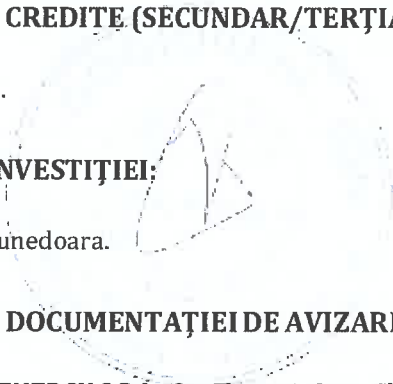 CREDITE (SECUNDAR/TERȚIA
NVESTIȚIEI:
unedoara.
DOCUMENTAȚIEI DE AVIZARE